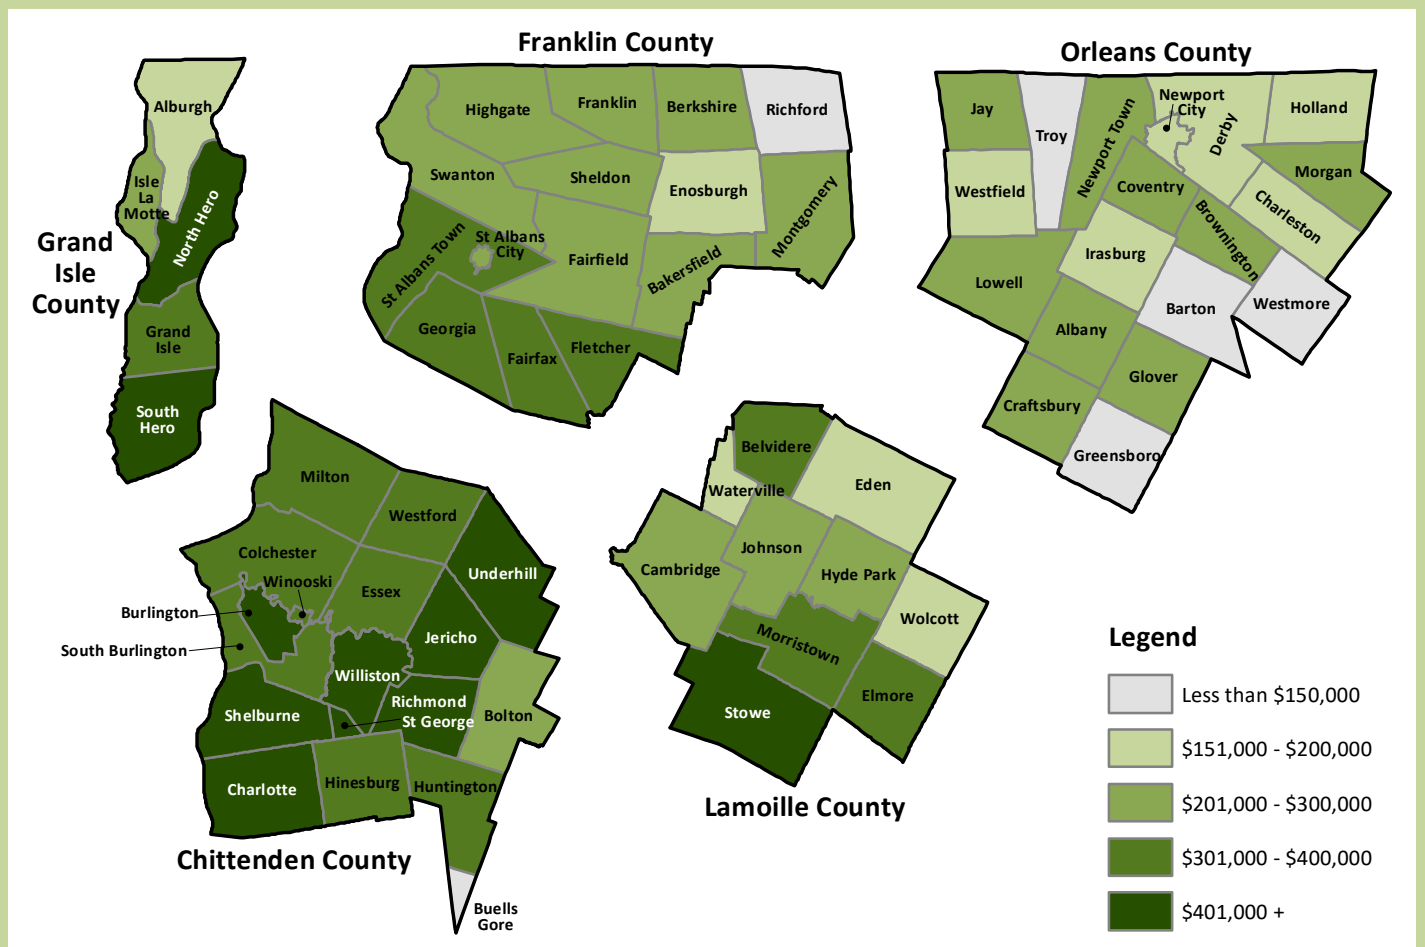 Franklin County
Orleans County
Alburgh
Isle
La
Motte
North Hero
Grand
Isle
County
Grand
Isle
South
Hero
Highgate
Franklin
Berkshire
Richford
Swanton
Sheldon
Enosburgh
Montgomery
St Albans Town
St Albans
City
Fairfield
Bakersfield
Georgia
Fairfax
Fletcher
Jay
Troy
Newport Town
Newport
City
Derby
Holland
Westfield
Coventry
Morgan
Charleston
Brownington
Irasburg
Lowell
Barton
Westmore
Albany
Glover
Craftsbury
Greensboro
Milton
Westford
Colchester
Winooski
Essex
Underhill
Burlington
South Burlington
Jericho
Williston
Richmond
St George
Shelburne
Bolton
Charlotte
Hinesburg
Huntington
Chittenden County
Buells
Gore
Belvidere
Waterville
Eden
Johnson
Cambridge
Hyde Park
Wolcott
Morristown
Elmore
Stowe
Lamoille County
Legend
Less than $150,000
$151,000 - $200,000
$201,000 - $300,000
$301,000 - $400,000
$401,000 +